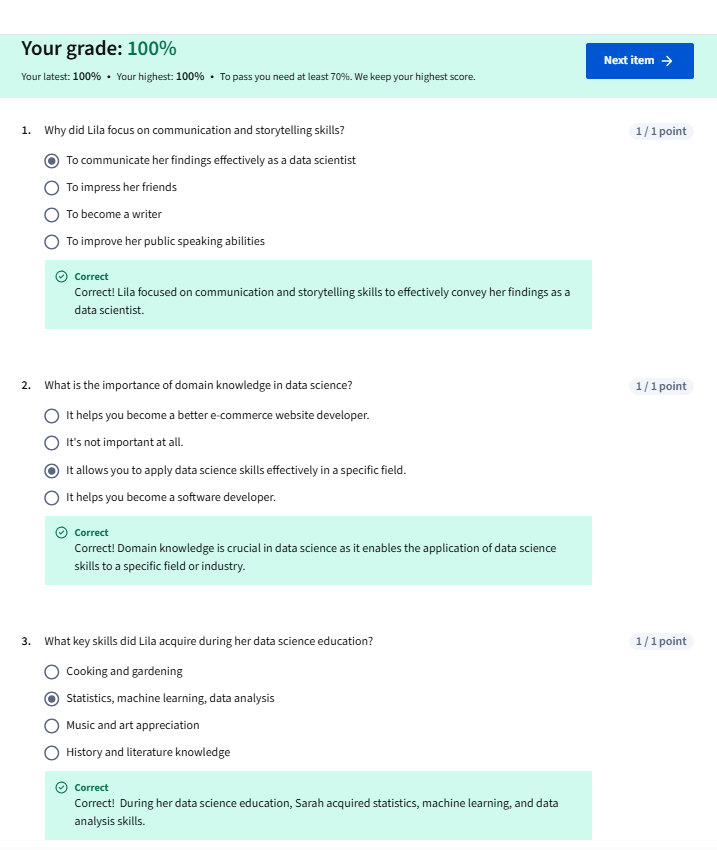 Your grade: 100%
Your latest: 100% • Your highest: 100% • To pass you need at least 70%. We keep your highest score.
Next item →
1. Why did Lila focus on communication and storytelling skills?
1 / 1 point
To communicate her findings effectively as a data scientist
To impress her friends
To become a writer
To improve her public speaking abilities
Correct
Correct! Lila focused on communication and storytelling skills to effectively convey her findings as a
data scientist.
2. What is the importance of domain knowledge in data science?
1 / 1 point
It helps you become a better e-commerce website developer.
It's not important at all.
It allows you to apply data science skills effectively in a specific field.
It helps you become a software developer.
Correct
Correct! Domain knowledge is crucial in data science as it enables the application of data science
skills to a specific field or industry.
3. What key skills did Lila acquire during her data science education?
1 / 1 point
Cooking and gardening
Statistics, machine learning, data analysis
Music and art appreciation
History and literature knowledge
Correct
Correct!  During her data science education, Sarah acquired statistics, machine learning, and data
analysis skills.